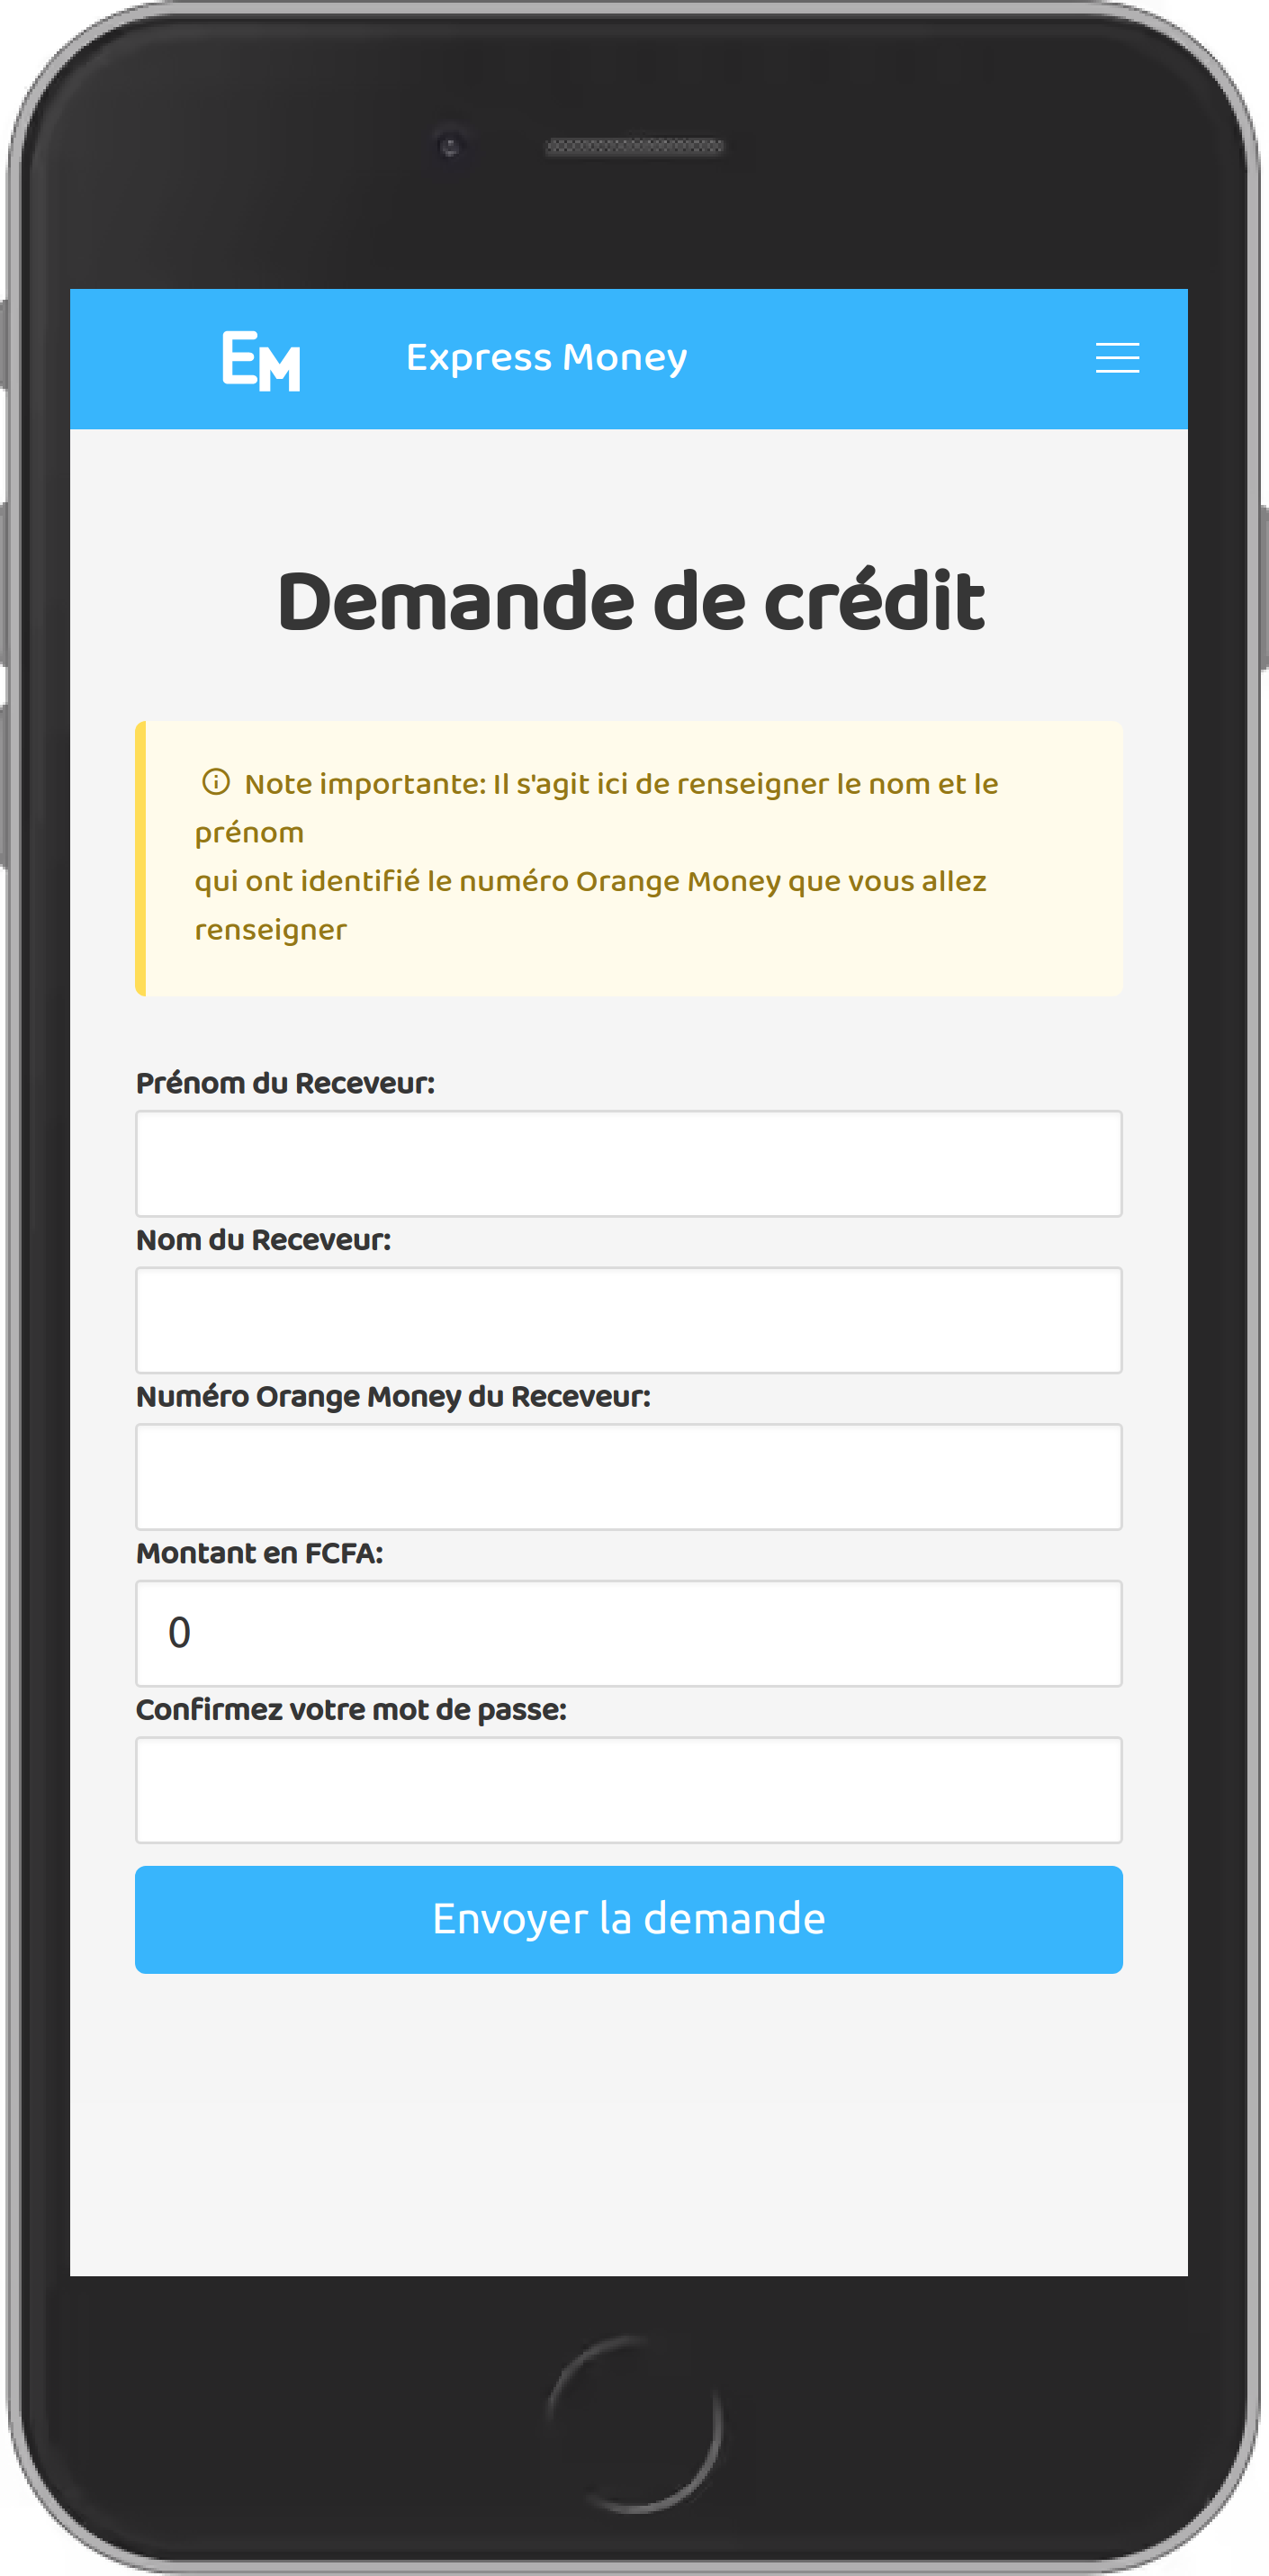 EM
Express Money
Demande de crédit
Note importante: Il s'agit ici de renseigner le nom et le
prénom
qui ont identifié le numéro Orange Money que vous allez
renseigner
Prénom du Receveur:
Nom du Receveur:
Numéro Orange Money du Receveur:
Montant en FCFA:
0
Confirmez votre mot de passe:
Envoyer la demande